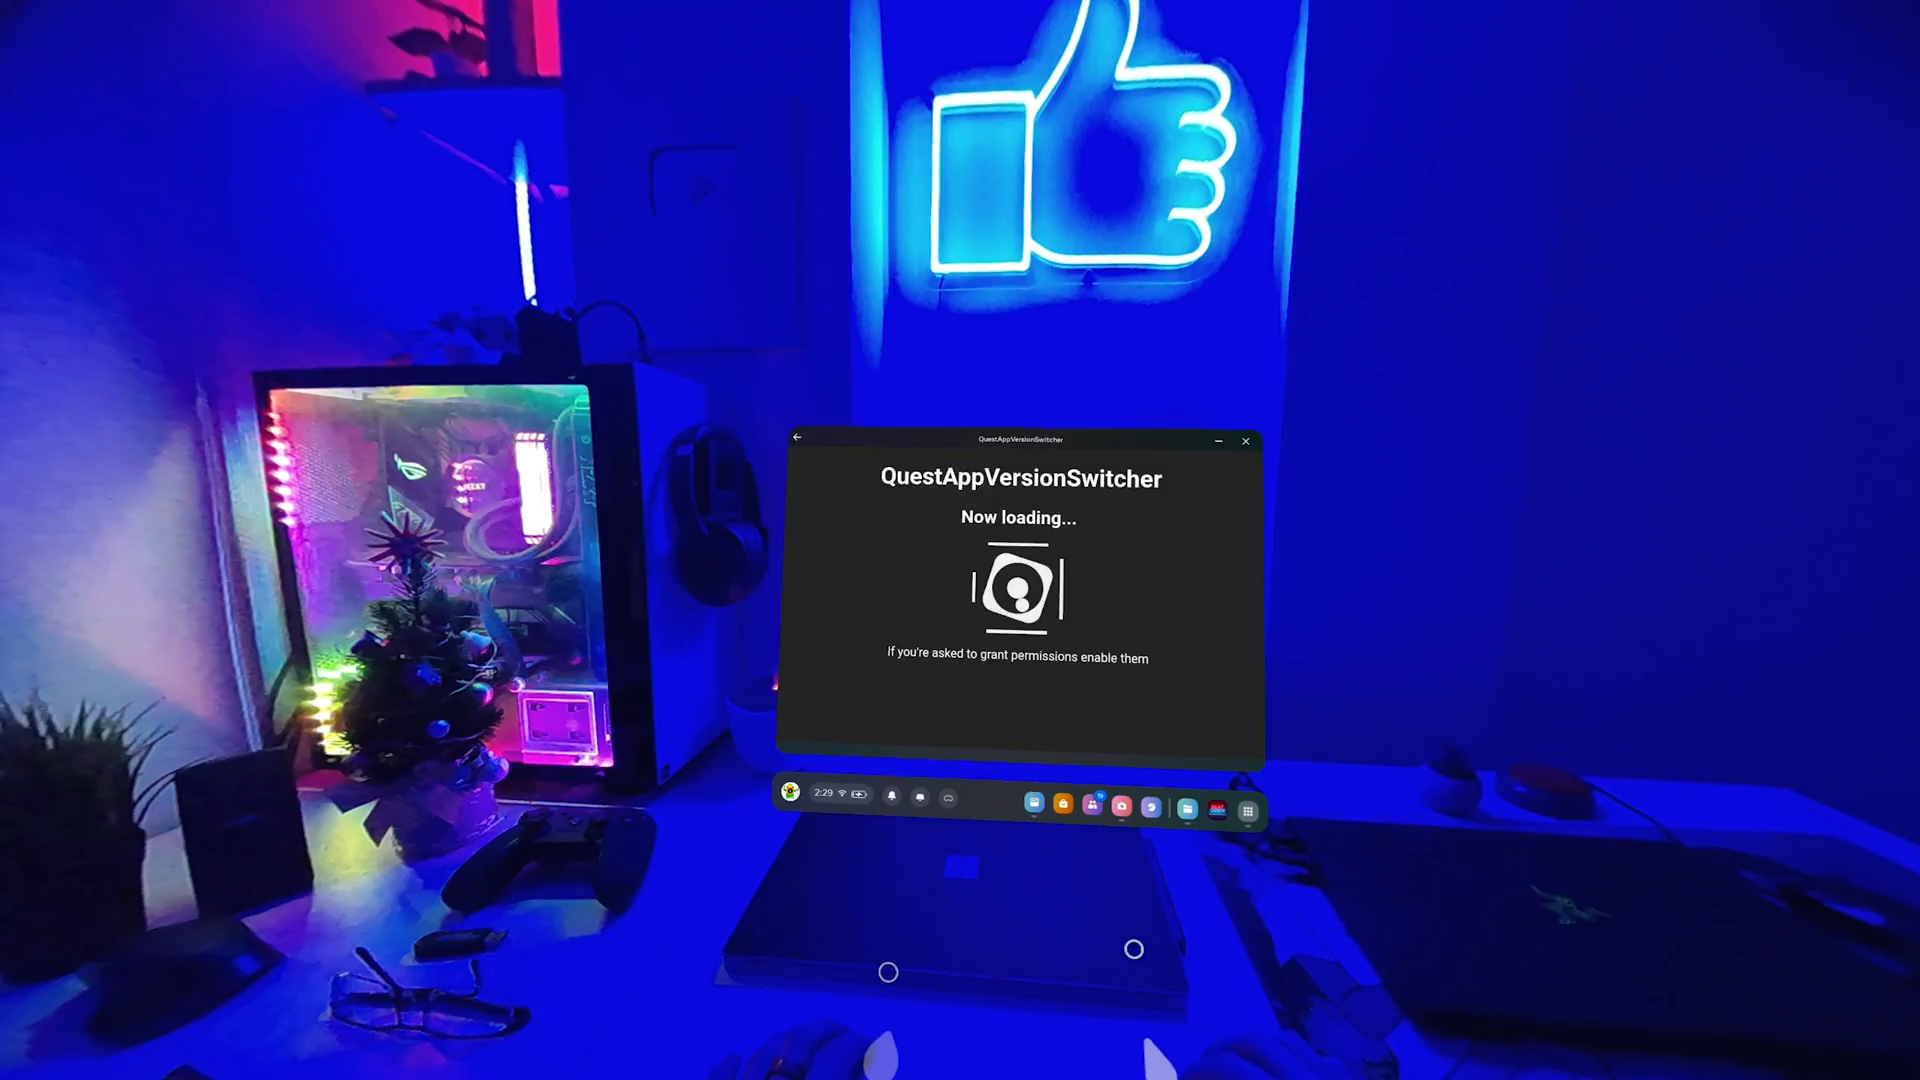 QuestAppVersionSwitcher
QuestAppVersionSwitcher
Now loading...
If you're asked to grant permissions enable them
2:29